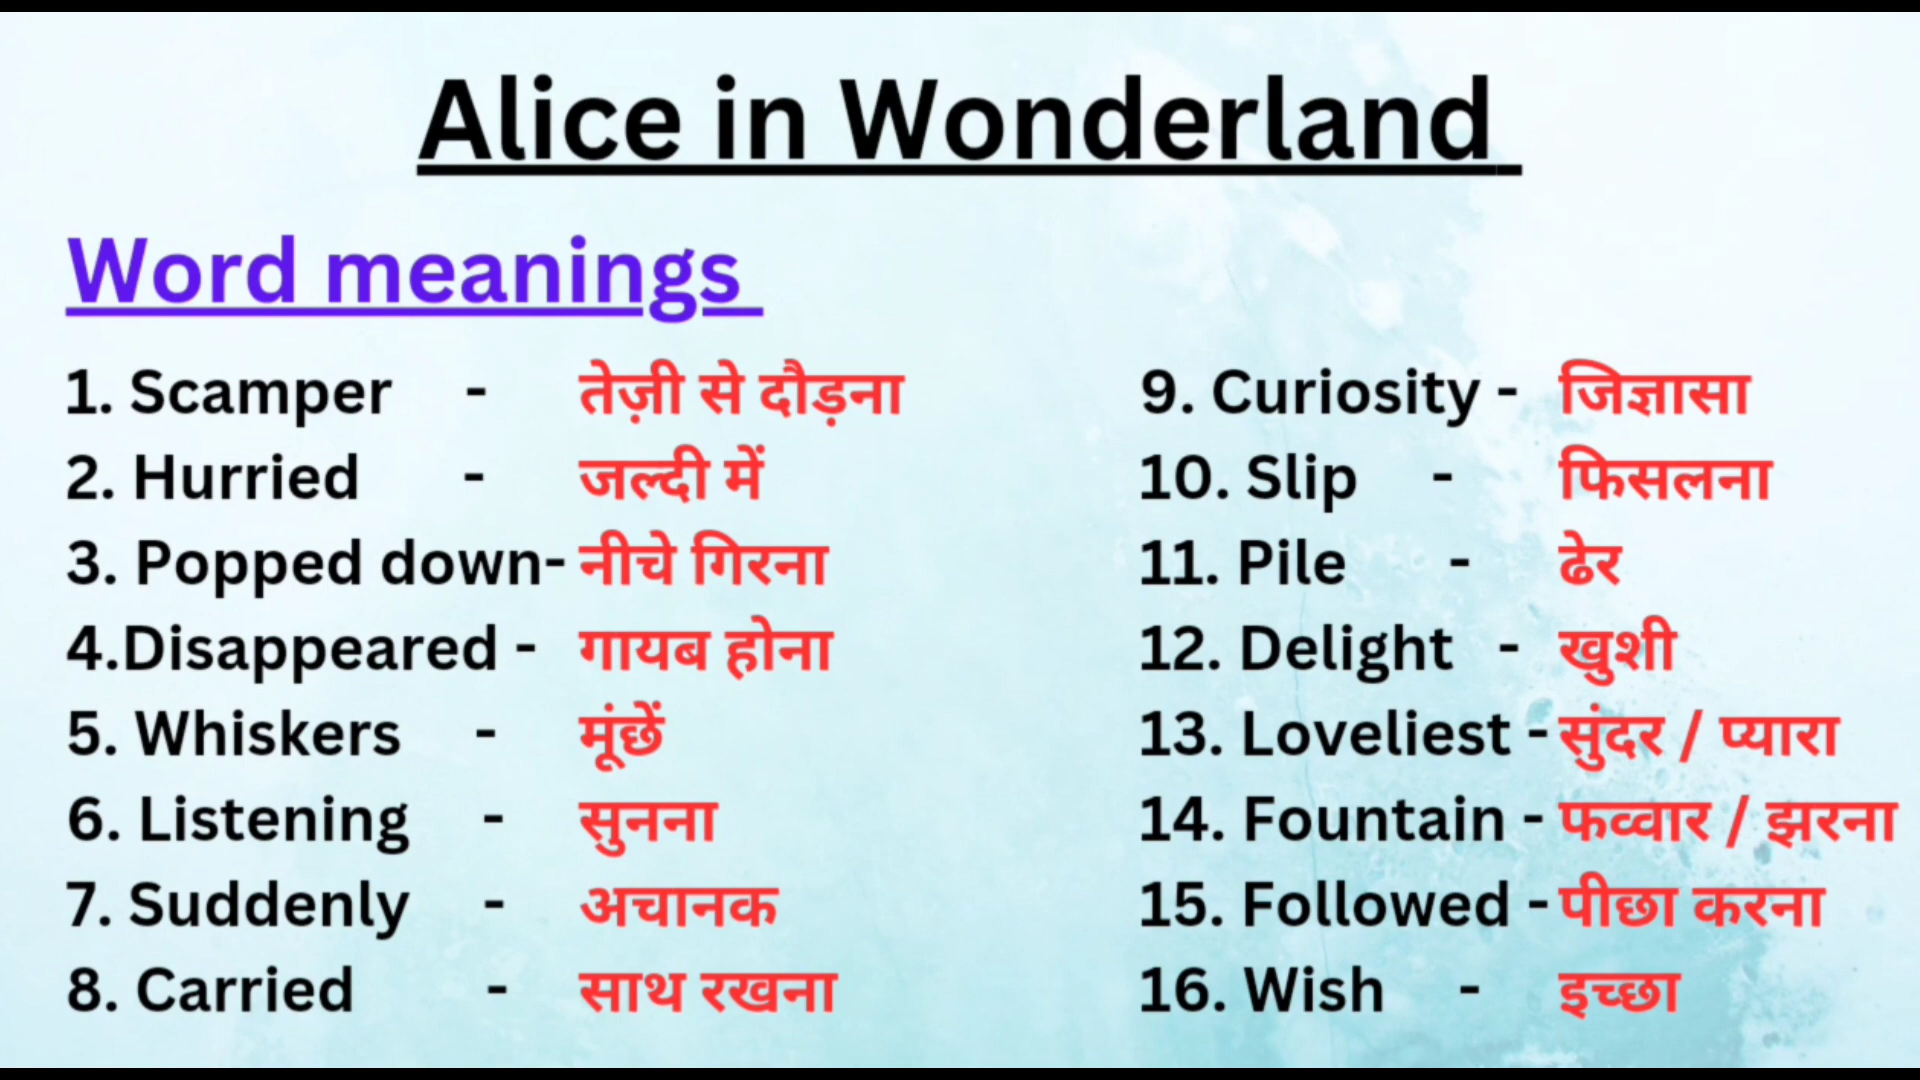 Alice in Wonderland
Word meanings
1. Scamper - तेज़ी से दौड़ना
2. Hurried - जल्दी में
3. Popped down- नीचे गिरना
4.Disappeared - गायब होना
5. Whiskers - मूंछें
6. Listening - सुनना
7. Suddenly - अचानक
8. Carried - साथ रखना
9. Curiosity - जिज्ञासा
10. Slip - फिसलना
11. Pile - ढेर
12. Delight - खुशी
13. Loveliest - सुंदर / प्यारा
14. Fountain - फव्वार / झरना
15. Followed - पीछा करना
16. Wish - इच्छा